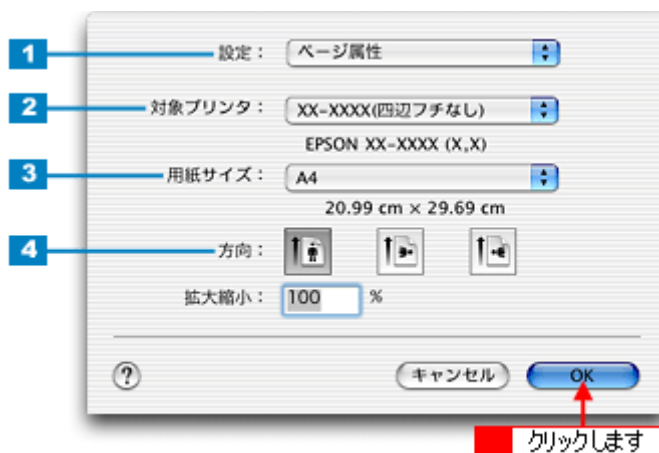 1 設定： ページ属性
2 対象プリンタ： XX-XXXX(四辺フチなし)
EPSON XX-XXXX (X,X)
3 用紙サイズ： A4
20.99 cm × 29.69 cm
4 方向：
拡大縮小： 100 %
? キャンセル OK
クリックします